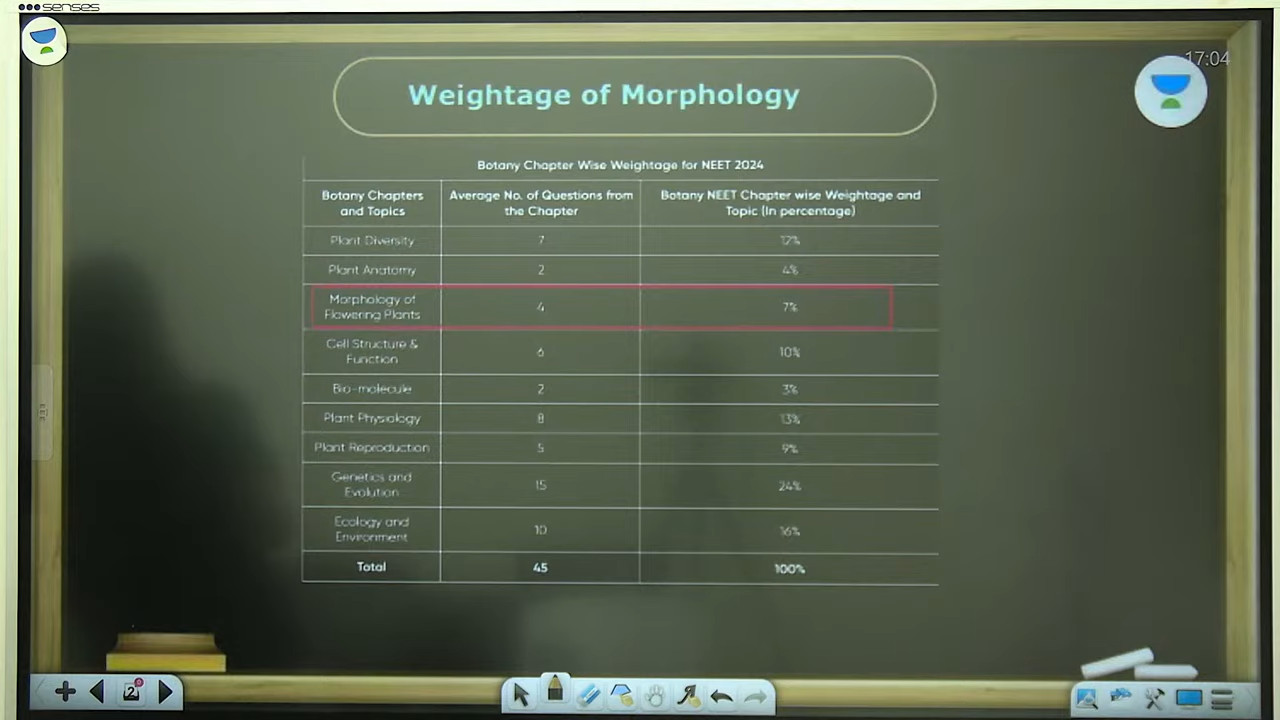 senses
17:04
Weightage of Morphology
Botany Chapter Wise Weightage for NEET 2024
Botany Chapters and Topics
Average No. of Questions from the Chapter
Botany NEET Chapter wise Weightage and Topic (In percentage)
Plant Diversity 7 12%
Plant Anatomy 2 4%
Morphology of Flowering Plants 4 7%
Cell Structure & Function 6 10%
Bio-molecule 2 3%
Plant Physiology 8 13%
Plant Reproduction 5 9%
Genetics and Evolution 15 24%
Ecology and Environment 10 16%
Total 45 100%
2